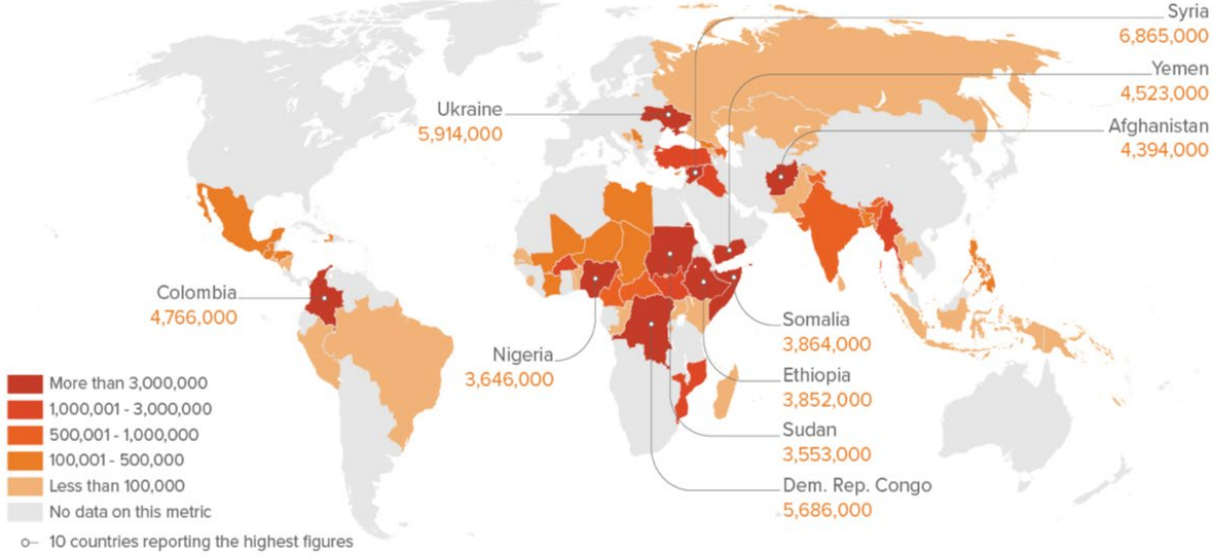 Syria
6,865,000
Yemen
4,523,000
Ukraine
5,914,000
Afghanistan
4,394,000
Colombia
4,766,000
Nigeria
3,646,000
Somalia
3,864,000
Ethiopia
3,852,000
Sudan
3,553,000
Dem. Rep. Congo
5,686,000
More than 3,000,000
1,000,001 - 3,000,000
500,001 - 1,000,000
100,001 - 500,000
Less than 100,000
No data on this metric
10 countries reporting the highest figures